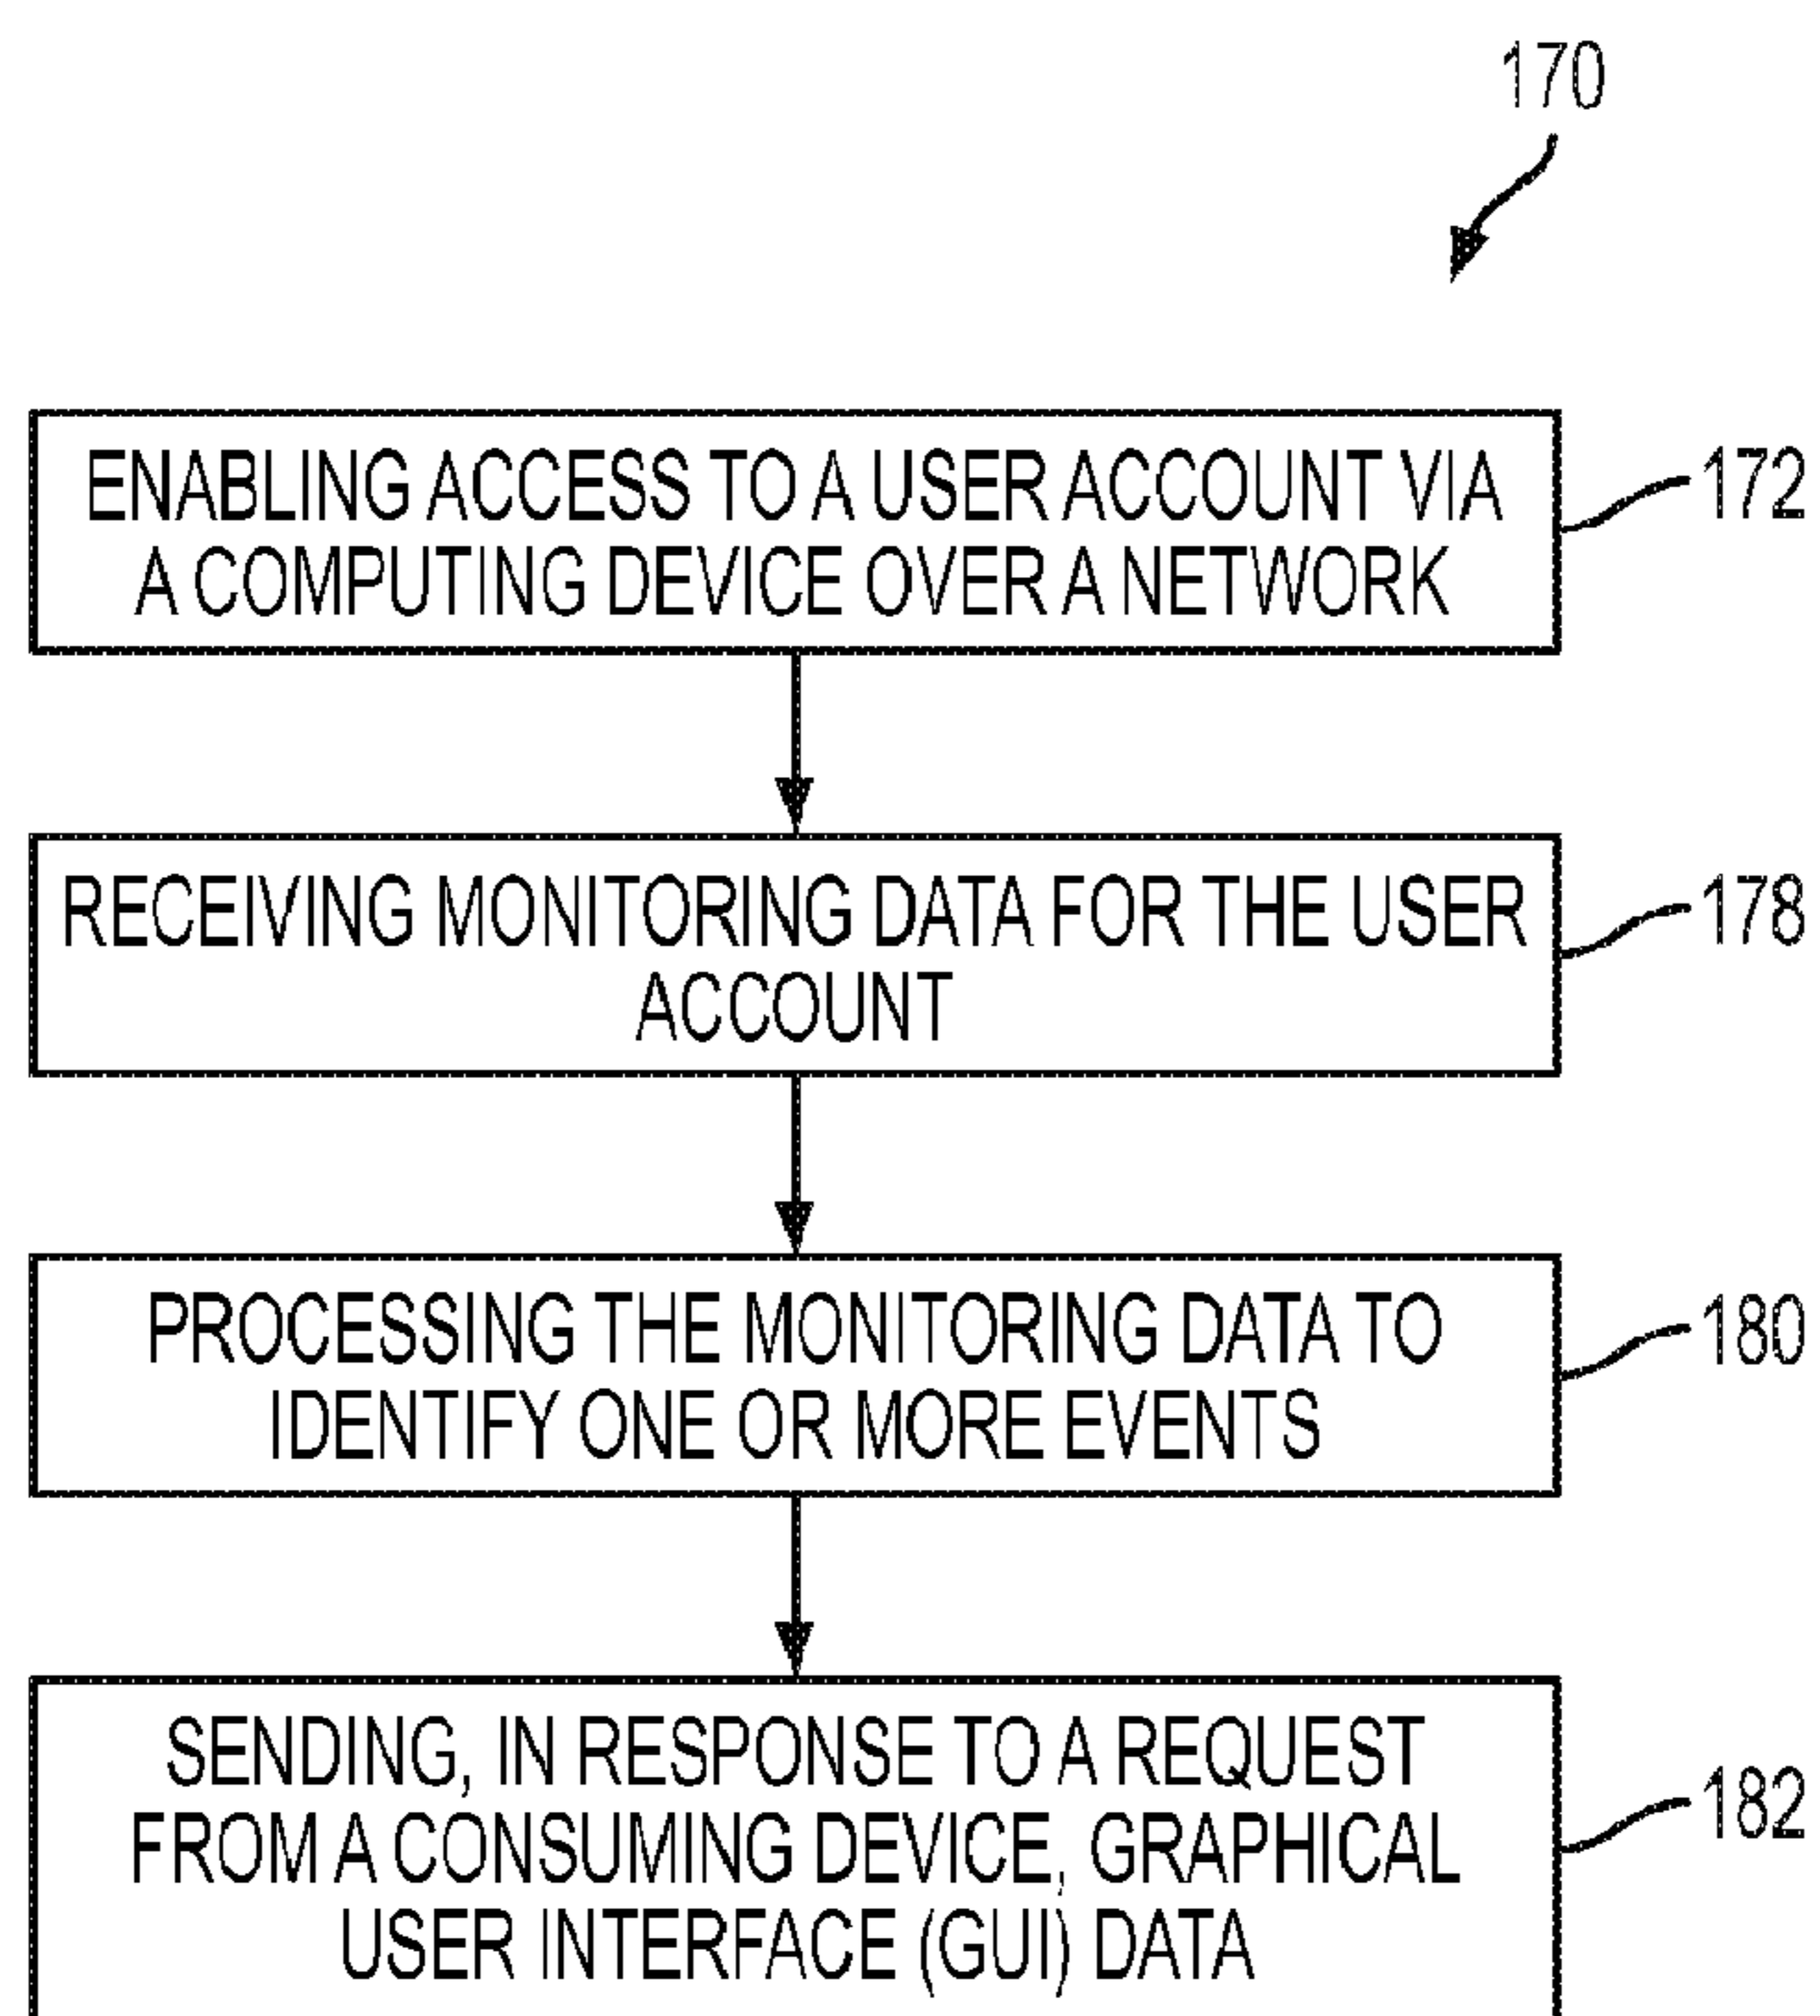 170
ENABLING ACCESS TO A USER ACCOUNT VIA
A COMPUTING DEVICE OVER A NETWORK
172
RECEIVING MONITORING DATA FOR THE USER
ACCOUNT
178
PROCESSING THE MONITORING DATA TO
IDENTIFY ONE OR MORE EVENTS
180
SENDING, IN RESPONSE TO A REQUEST
FROM A CONSUMING DEVICE, GRAPHICAL
USER INTERFACE (GUI) DATA
182